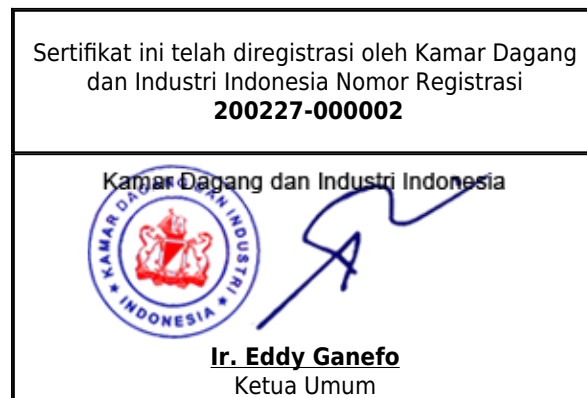 Sertifikat ini telah diregistrasi oleh Kamar Dagang
dan Industri Indonesia Nomor Registrasi
200227-000002
Kamar Dagang dan Industri Indonesia
KAMAR DAGANG DAN INDUSTRI
INDONESIA
Ir. Eddy Ganefo
Ketua Umum